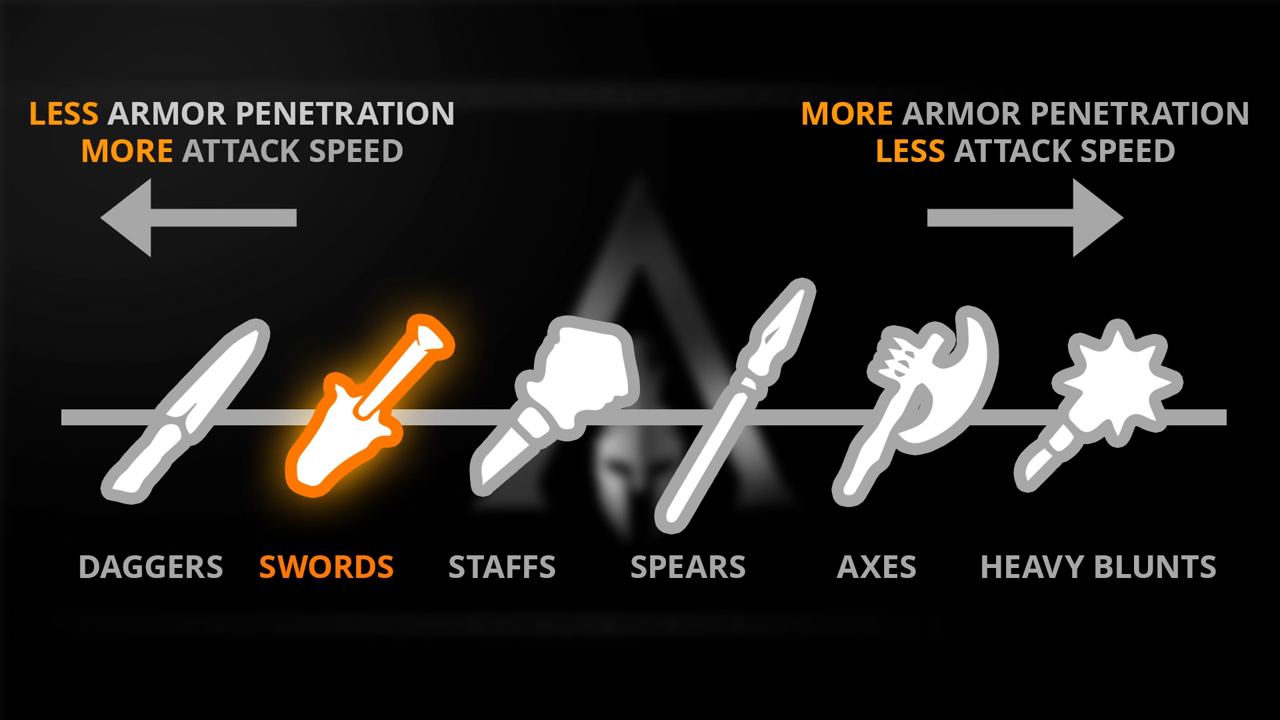 LESS ARMOR PENETRATION
MORE ATTACK SPEED
MORE ARMOR PENETRATION
LESS ATTACK SPEED
DAGGERS
SWORDS
STAFFS
SPEARS
AXES
HEAVY BLUNTS